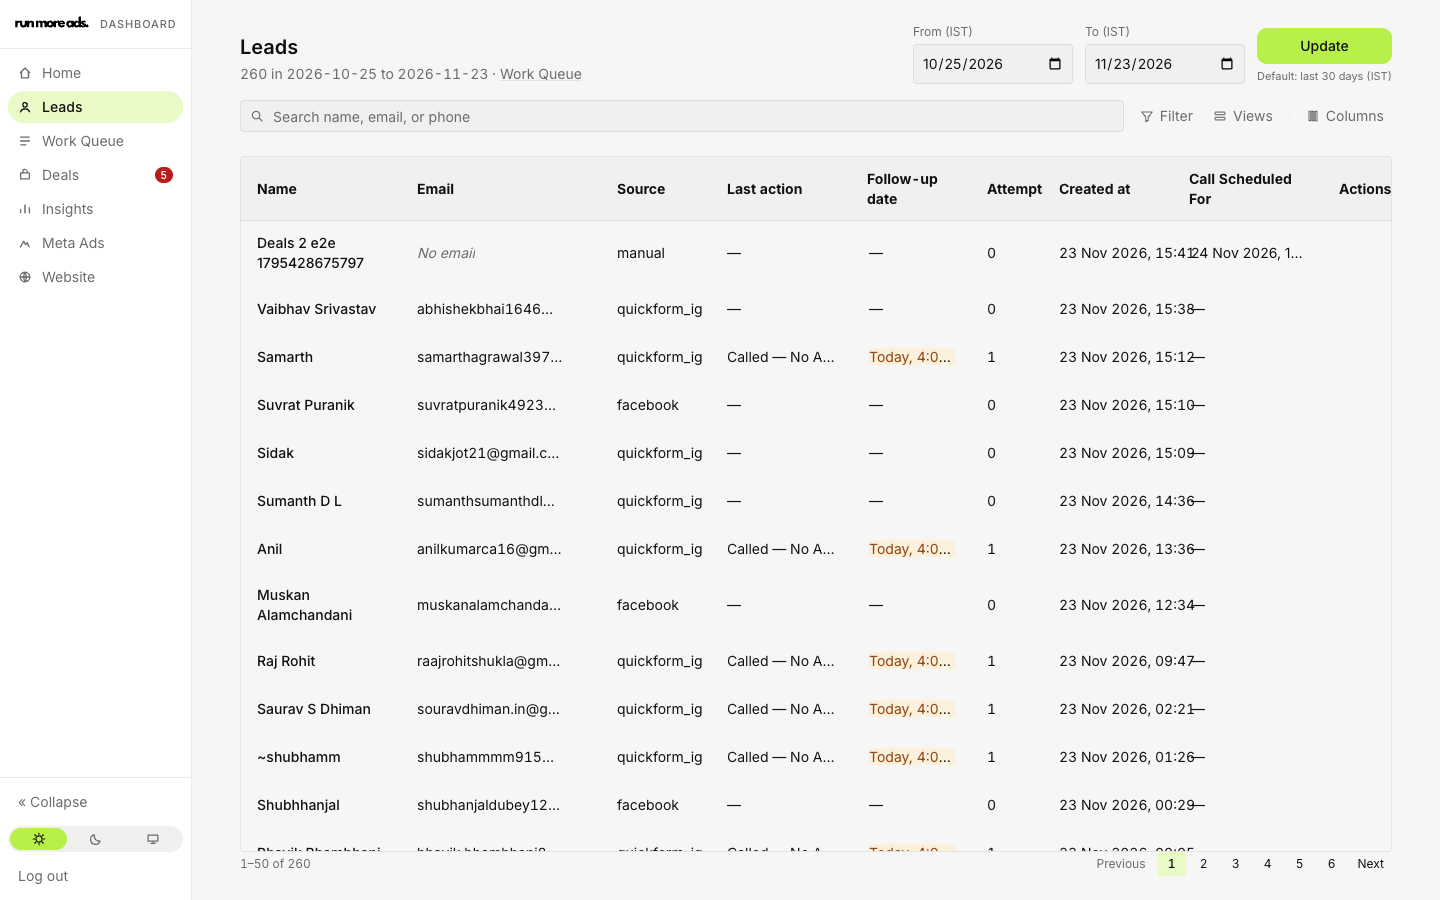 runmoreads. DASHBOARD
Home
Leads
Work Queue
Deals 5
Insights
Meta Ads
Website
« Collapse
Log out
Leads
260 in 2026-10-25 to 2026-11-23 · Work Queue
From (IST)
10/25/2026
To (IST)
11/23/2026
Update
Default: last 30 days (IST)
Search name, email, or phone
Filter
Views
Columns
Name Email Source Last action Follow-up date Attempt Created at Call Scheduled For Actions
Deals 2 e2e 1795428675797 No email manual — — 0 23 Nov 2026, 15:41 24 Nov 2026, 1...
Vaibhav Srivastav abhishekbhai1646... quickform_ig — — 0 23 Nov 2026, 15:38 —
Samarth samarthagrawal397... quickform_ig Called — No A... Today, 4:0... 1 23 Nov 2026, 15:12 —
Suvrat Puranik suvratpuranik4923... facebook — — 0 23 Nov 2026, 15:10 —
Sidak sidakjot21@gmail.c... quickform_ig — — 0 23 Nov 2026, 15:09 —
Sumanth D L sumanthsumanthdl... quickform_ig — — 0 23 Nov 2026, 14:36 —
Anil anilkumarca16@gm... quickform_ig Called — No A... Today, 4:0... 1 23 Nov 2026, 13:36 —
Muskan Alamchandani muskanalamchanda... facebook — — 0 23 Nov 2026, 12:34 —
Raj Rohit raajrohitshukla@gm... quickform_ig Called — No A... Today, 4:0... 1 23 Nov 2026, 09:47 —
Saurav S Dhiman souravdhiman.in@g... quickform_ig Called — No A... Today, 4:0... 1 23 Nov 2026, 02:21 —
~shubhamm shubhammmm915... quickform_ig Called — No A... Today, 4:0... 1 23 Nov 2026, 01:26 —
Shubhhanjal shubhanjaldubey12... facebook — — 0 23 Nov 2026, 00:29 —
1–50 of 260
Previous 1 2 3 4 5 6 Next